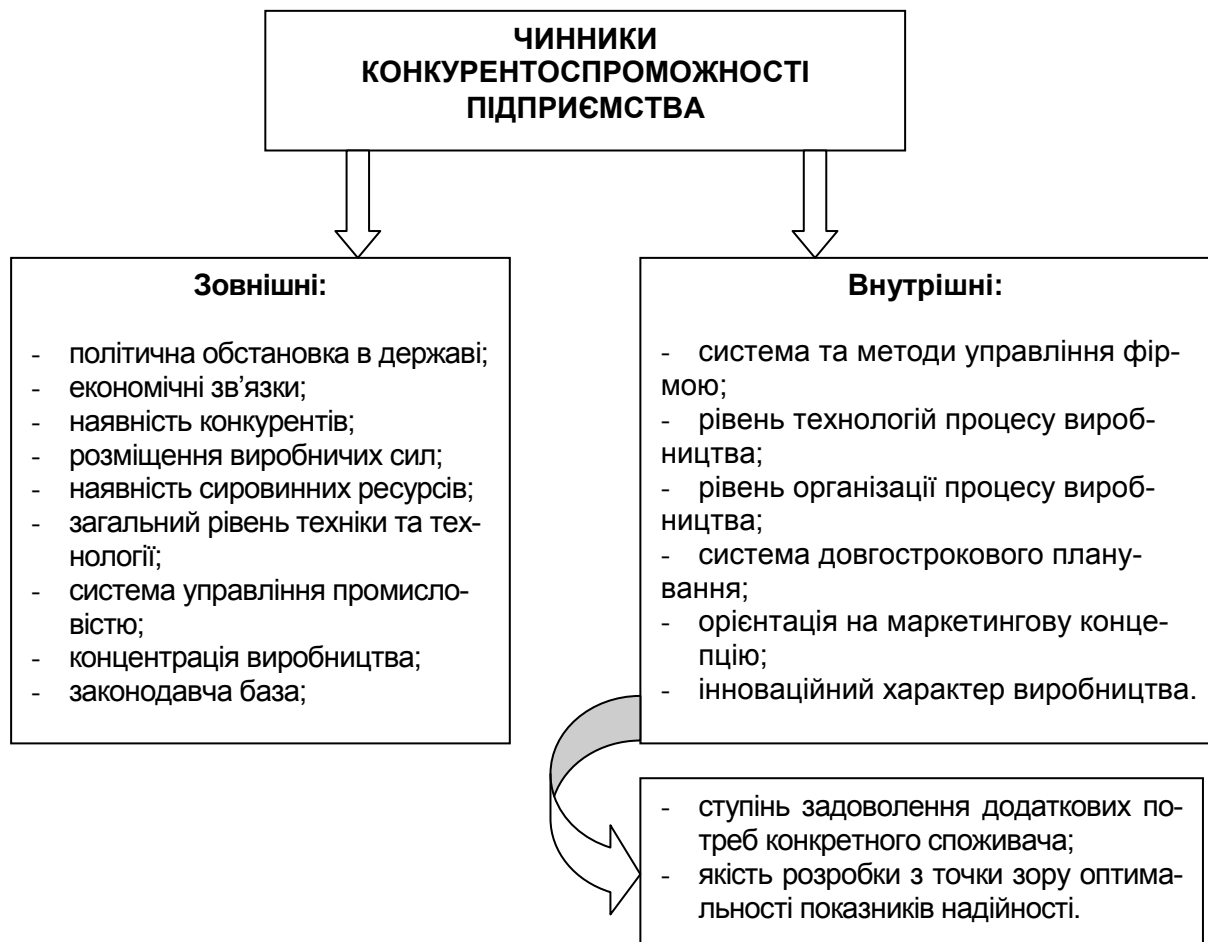 ЧИННИКИ
КОНКУРЕНТОСПРОМОЖНОСТІ
ПІДПРИЄМСТВА
Зовнішні:
- політична обстановка в державі;
- економічні зв’язки;
- наявність конкурентів;
- розміщення виробничих сил;
- наявність сировинних ресурсів;
- загальний рівень техніки та тех-
нології;
- система управління промисло-
вістю;
- концентрація виробництва;
- законодавча база;
Внутрішні:
- система та методи управління фір-
мою;
- рівень технологій процесу вироб-
ництва;
- рівень організації процесу вироб-
ництва;
- система довгострокового плану-
вання;
- орієнтація на маркетингову конце-
пцію;
- інноваційний характер виробництва.
- ступінь задоволення додаткових по-
треб конкретного споживача;
- якість розробки з точки зору оптима-
льності показників надійності.